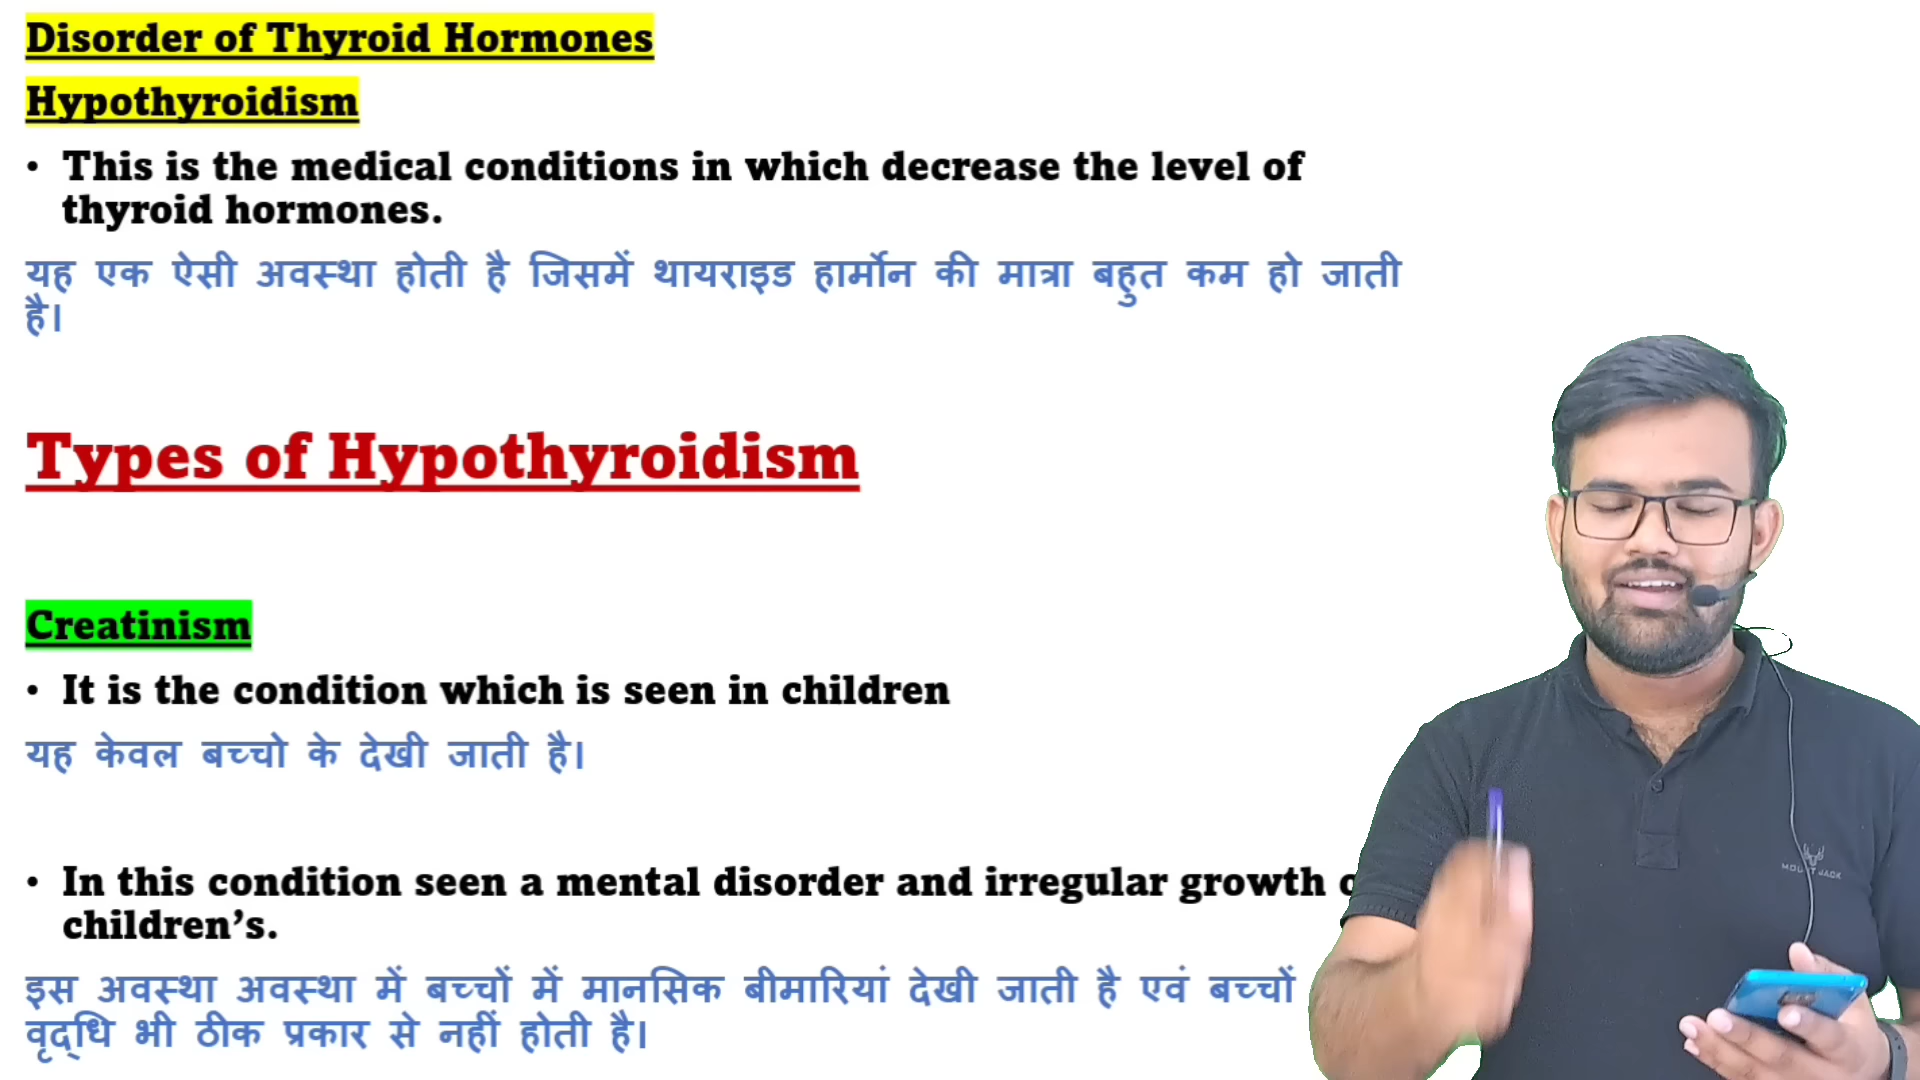 Disorder of Thyroid Hormones
Hypothyroidism
• This is the medical conditions in which decrease the level of
thyroid hormones.
यह एक ऐसी अवस्था होती है जिसमें थायराइड हार्मोन की मात्रा बहुत कम हो जाती
है।
Types of Hypothyroidism
Creatinism
• It is the condition which is seen in children
यह केवल बच्चो के देखी जाती है।
• In this condition seen a mental disorder and irregular growth
children's.
इस अवस्था अवस्था में बच्चों में मानसिक बीमारियां देखी जाती है एवं बच्चों
वृद्धि भी ठीक प्रकार से नहीं होती है।
MOUNT JACK